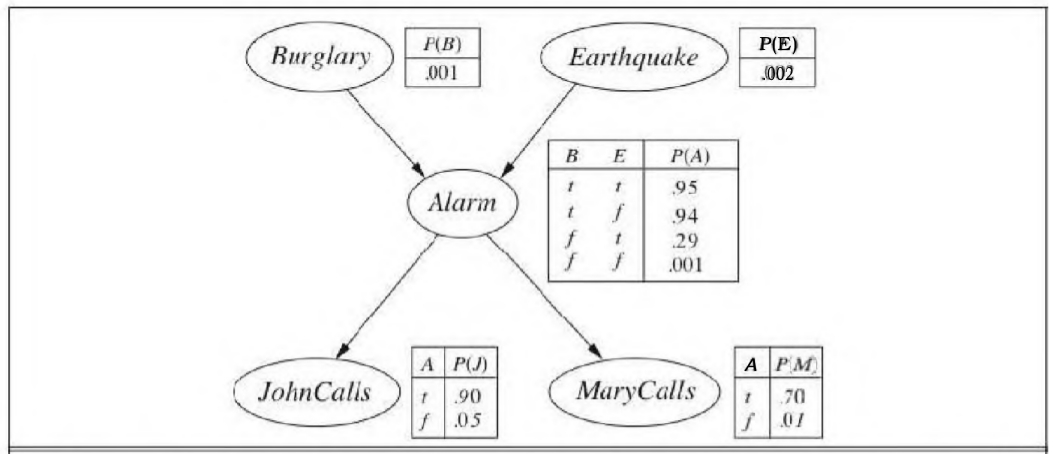 Burglary
P(B)
.001
Earthquake
P(E)
.002
Alarm
B E P(A)
t t .95
t f .94
f t .29
f f .001
JohnCalls
A P(J)
t .90
f .05
MaryCalls
A P(M)
t .70
f .01